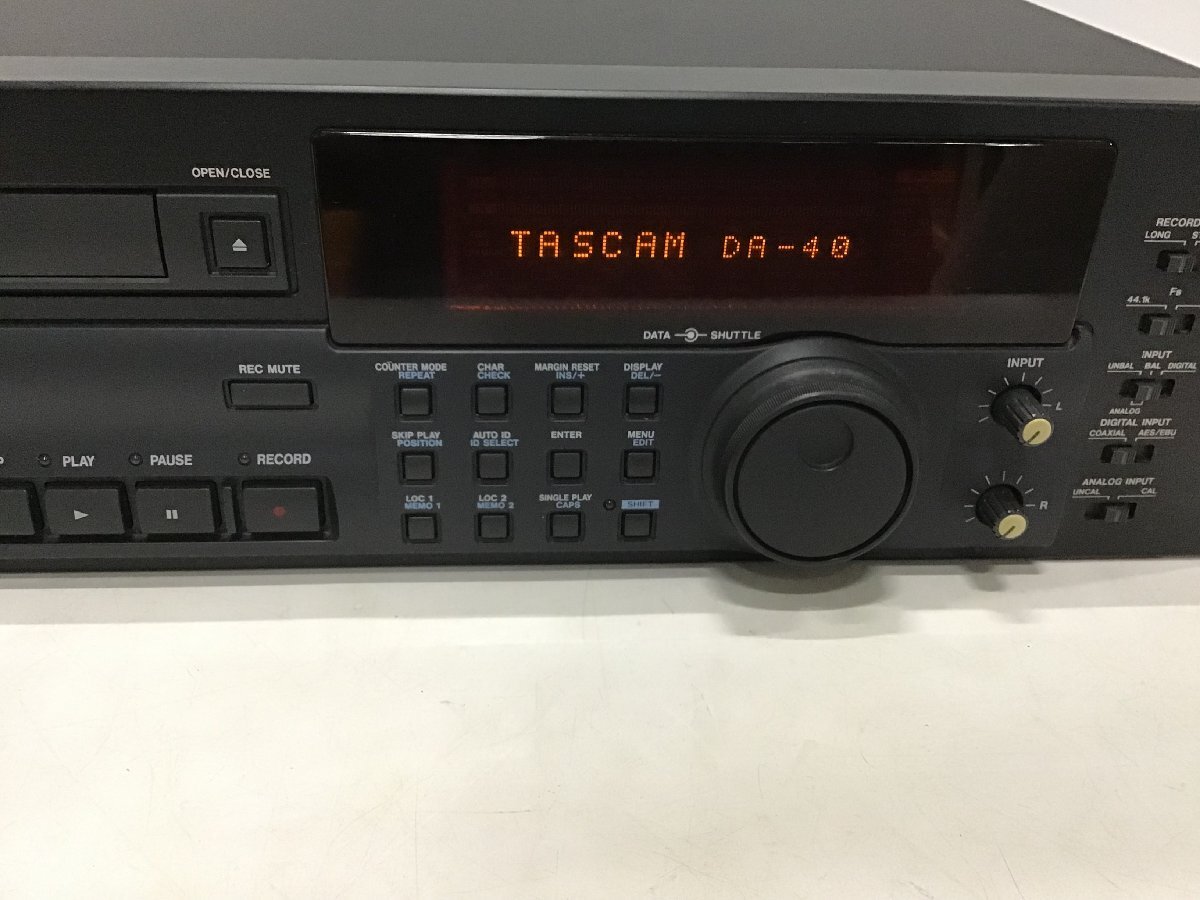 OPEN/CLOSE
TASCAM DA-40
DATA SHUTTLE
RECORD
LONG
Fs
44.1k
INPUT
UNBAL BAL DIGITAL
ANALOG
DIGITAL INPUT
COAXIAL AES/EBU
ANALOG INPUT
UNCAL CAL
INPUT
L
R
REC MUTE
COUNTER MODE
REPEAT
CHAR
CHECK
MARGIN RESET
INS/+
DISPLAY
DEL/-
SKIP PLAY
POSITION
AUTO ID
ID SELECT
ENTER
MENU
EDIT
LOC 1
MEMO 1
LOC 2
MEMO 2
SINGLE PLAY
CAPS
SHIFT
PLAY
PAUSE
RECORD